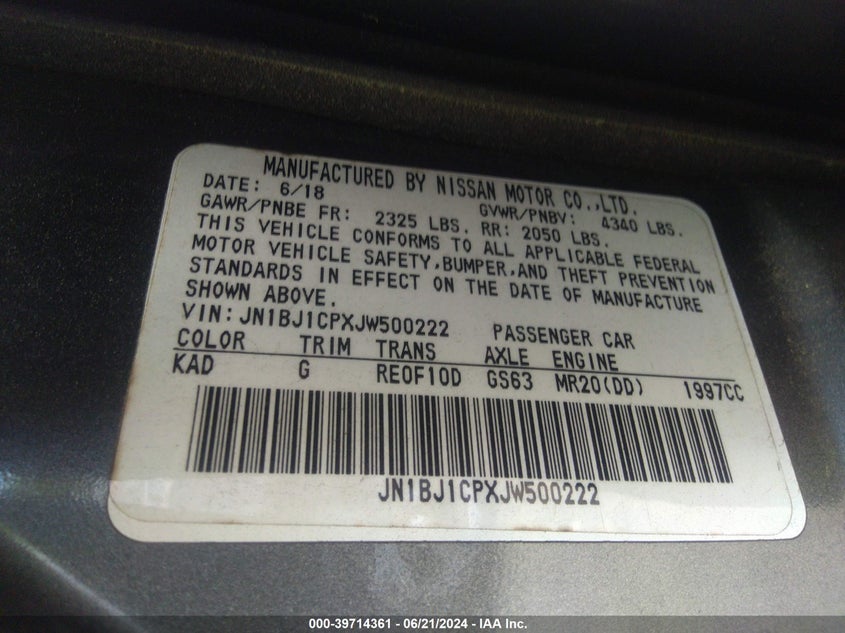 MANUFACTURED BY NISSAN MOTOR CO.,LTD.
DATE: 6/18 GVWR/PNBV: 4340 LBS.
GAWR/PNBE FR: 2325 LBS. RR: 2050 LBS.
THIS VEHICLE CONFORMS TO ALL APPLICABLE FEDERAL
MOTOR VEHICLE SAFETY,BUMPER,AND THEFT PREVENTION
STANDARDS IN EFFECT ON THE DATE OF MANUFACTURE
SHOWN ABOVE.
VIN:JN1BJ1CPXJW500222 PASSENGER CAR
COLOR TRIM TRANS AXLE ENGINE
KAD G RE0F10D GS63 MR20(DD) 1997CC
JN1BJ1CPXJW500222
000-39714361 - 06/21/2024 - IAA Inc.